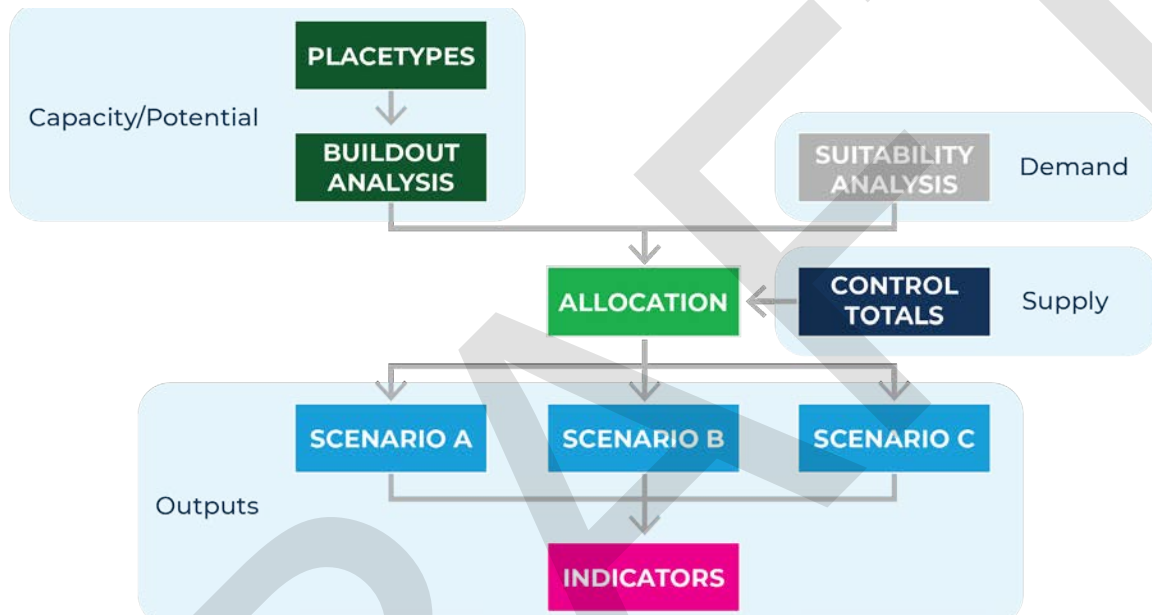 PLACETYPES
Capacity/Potential
BUILDOUT
ANALYSIS
SUITABILITY
ANALYSIS
Demand
ALLOCATION
CONTROL
TOTALS
Supply
SCENARIO A
SCENARIO B
SCENARIO C
Outputs
INDICATORS